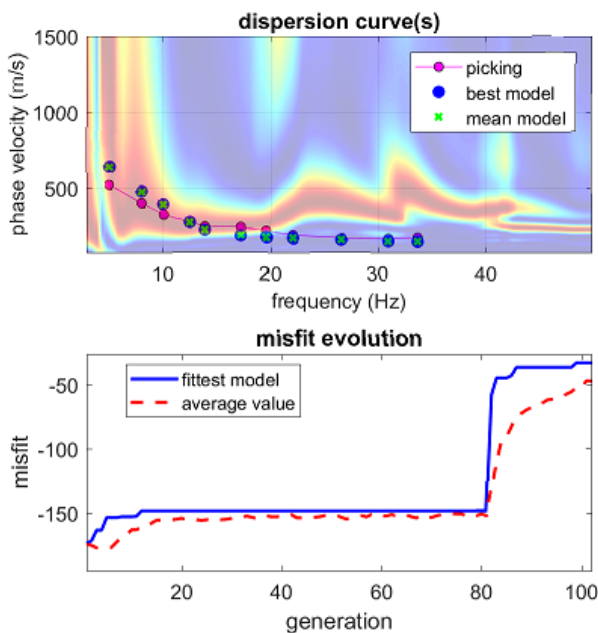 dispersion curve(s)
1500
1000
500
phase velocity (m/s)
picking
best model
mean model
10
20
30
40
frequency (Hz)
misfit evolution
-50
-100
-150
misfit
fittest model
average value
20
40
60
80
100
generation